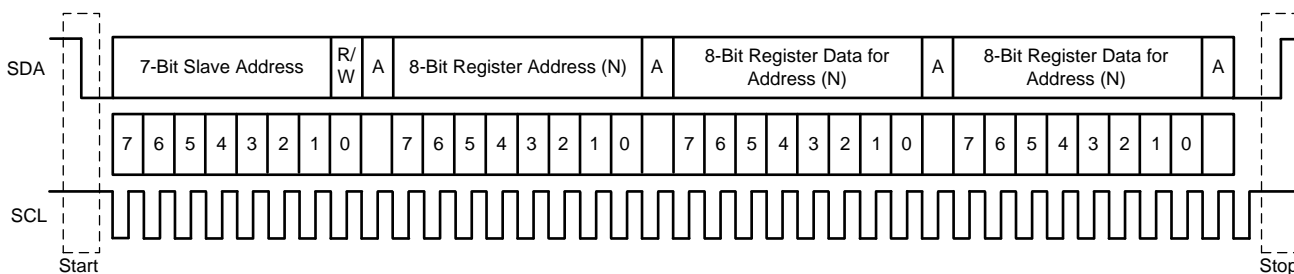 SDA
7-Bit Slave Address
R/
W
A
8-Bit Register Address (N)
A
8-Bit Register Data for
Address (N)
A
8-Bit Register Data for
Address (N)
A
7 6 5 4 3 2 1 0 7 6 5 4 3 2 1 0 7 6 5 4 3 2 1 0 7 6 5 4 3 2 1 0
SCL
Start
Stop